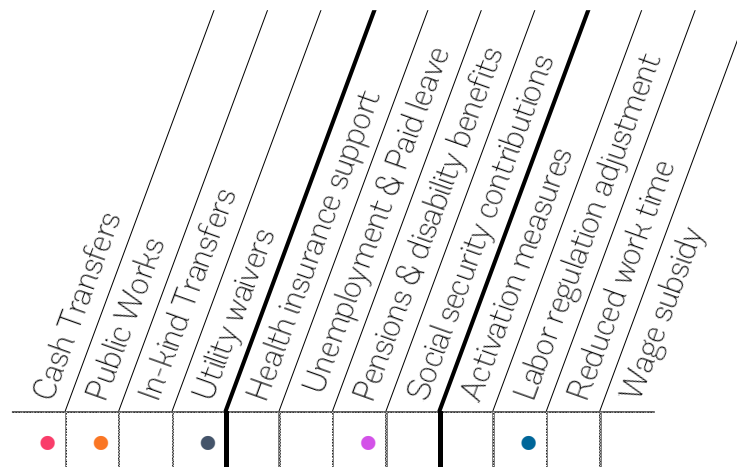 Cash Transfers
Public Works
In-kind Transfers
Utility waivers
Health insurance support
Unemployment & Paid leave
Pensions & disability benefits
Social security contributions
Activation measures
Labor regulation adjustment
Reduced work time
Wage subsidy